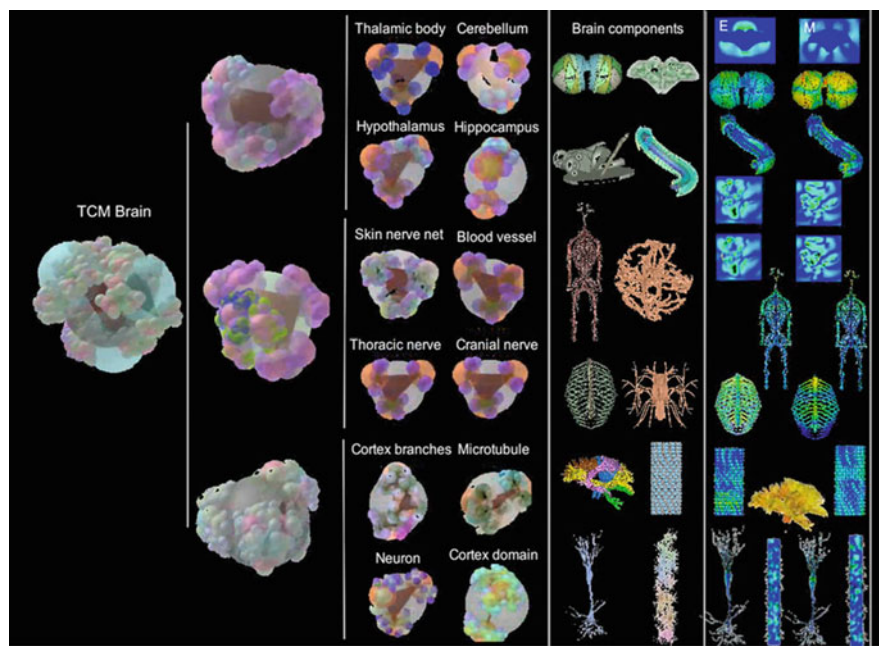 Thalamic body Cerebellum Brain components E M
Hypothalamus Hippocampus
TCM Brain
Skin nerve net Blood vessel
Thoracic nerve Cranial nerve
Cortex branches Microtubule
Neuron Cortex domain